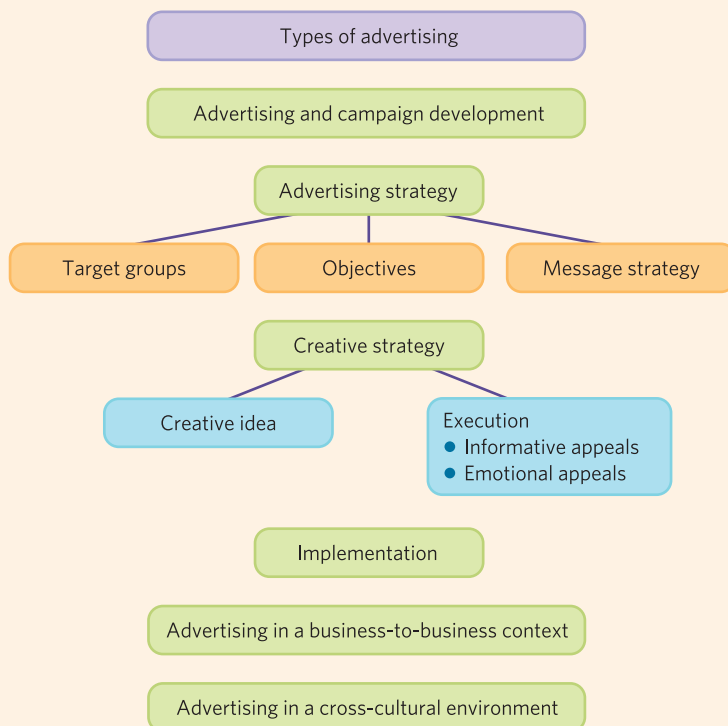 Types of advertising
Advertising and campaign development
Advertising strategy
Target groups
Objectives
Message strategy
Creative strategy
Creative idea
Execution
● Informative appeals
● Emotional appeals
Implementation
Advertising in a business-to-business context
Advertising in a cross-cultural environment